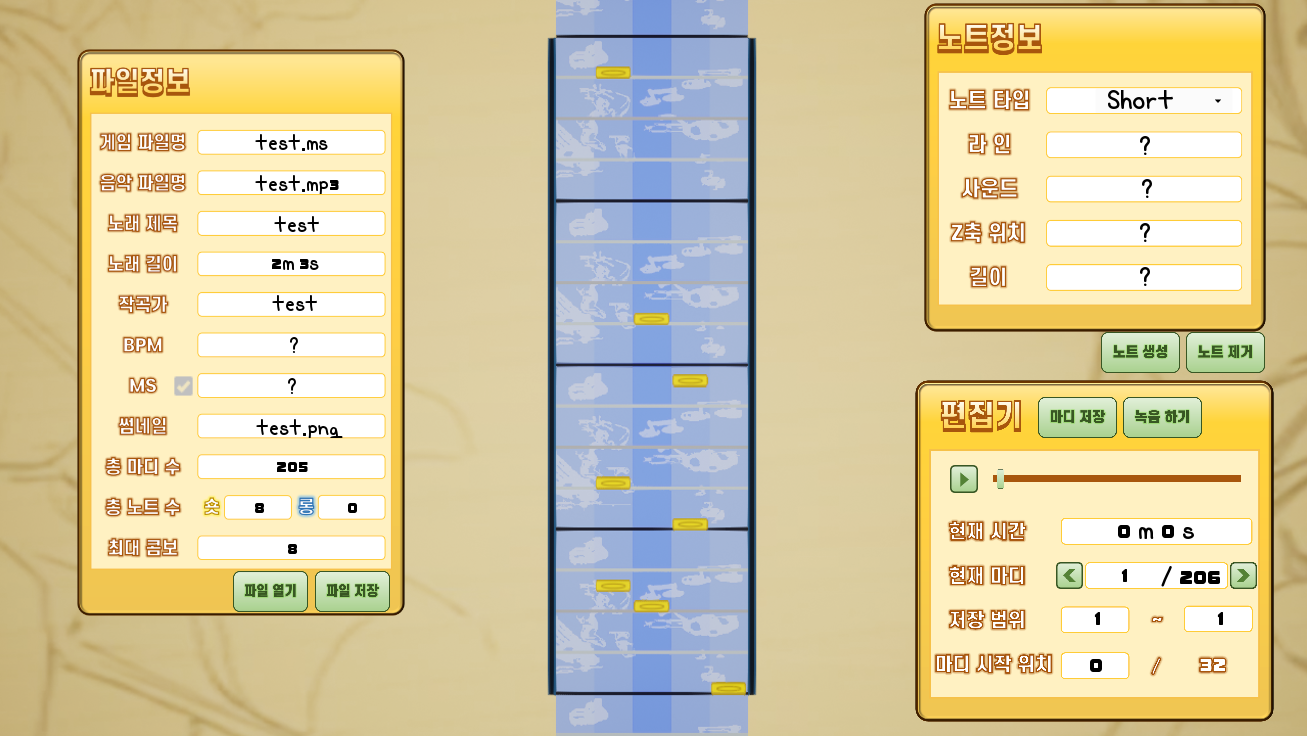 파일정보
게임 파일명 test.ms
음악 파일명 test.mp3
노래 제목 test
노래 길이 2m 3s
작곡가 test
BPM ?
MS ?
썸네일 test.png
총 마디 수 205
총 노트 수 숏 8 롱 0
최대 콤보 8
파일 열기 파일 저장
노트정보
노트 타입 Short
라 인 ?
사운드 ?
Z축 위치 ?
길이 ?
노트 생성 노트 제거
편집기 마디 저장 녹음 하기
현재 시간 0 m 0 s
현재 마디 1 / 206
저장 범위 1 ~ 1
마디 시작 위치 0 / 32